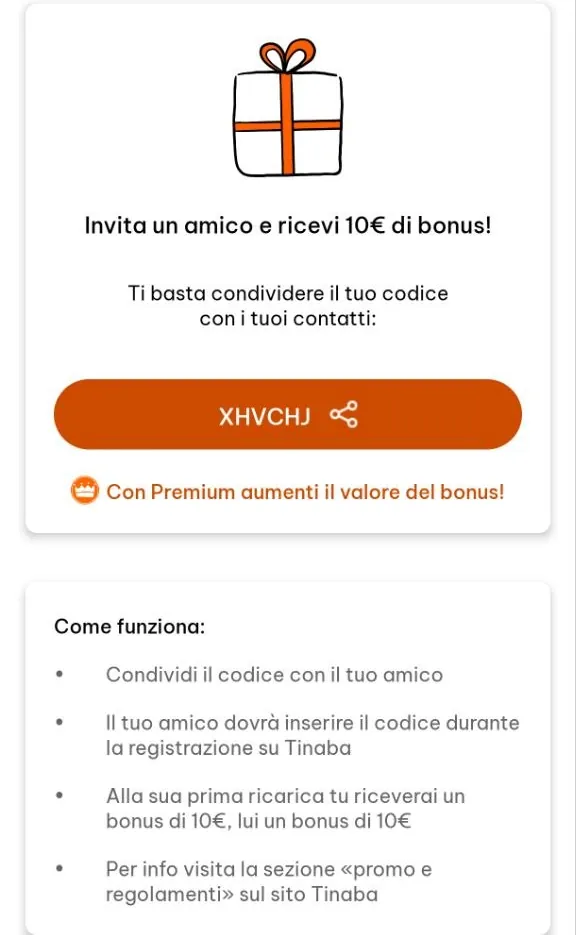 Invita un amico e ricevi 10€ di bonus!
Ti basta condividere il tuo codice
con i tuoi contatti:
XHVCHJ
Con Premium aumenti il valore del bonus!
Come funziona:
• Condividi il codice con il tuo amico
• Il tuo amico dovrà inserire il codice durante
la registrazione su Tinaba
• Alla sua prima ricarica tu riceverai un
bonus di 10€, lui un bonus di 10€
• Per info visita la sezione «promo e
regolamenti» sul sito Tinaba